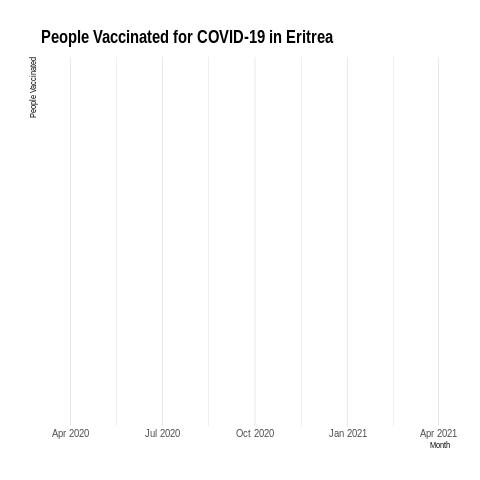 People Vaccinated for COVID-19 in Eritrea
People Vaccinated
Apr 2020 Jul 2020 Oct 2020 Jan 2021 Apr 2021
Month